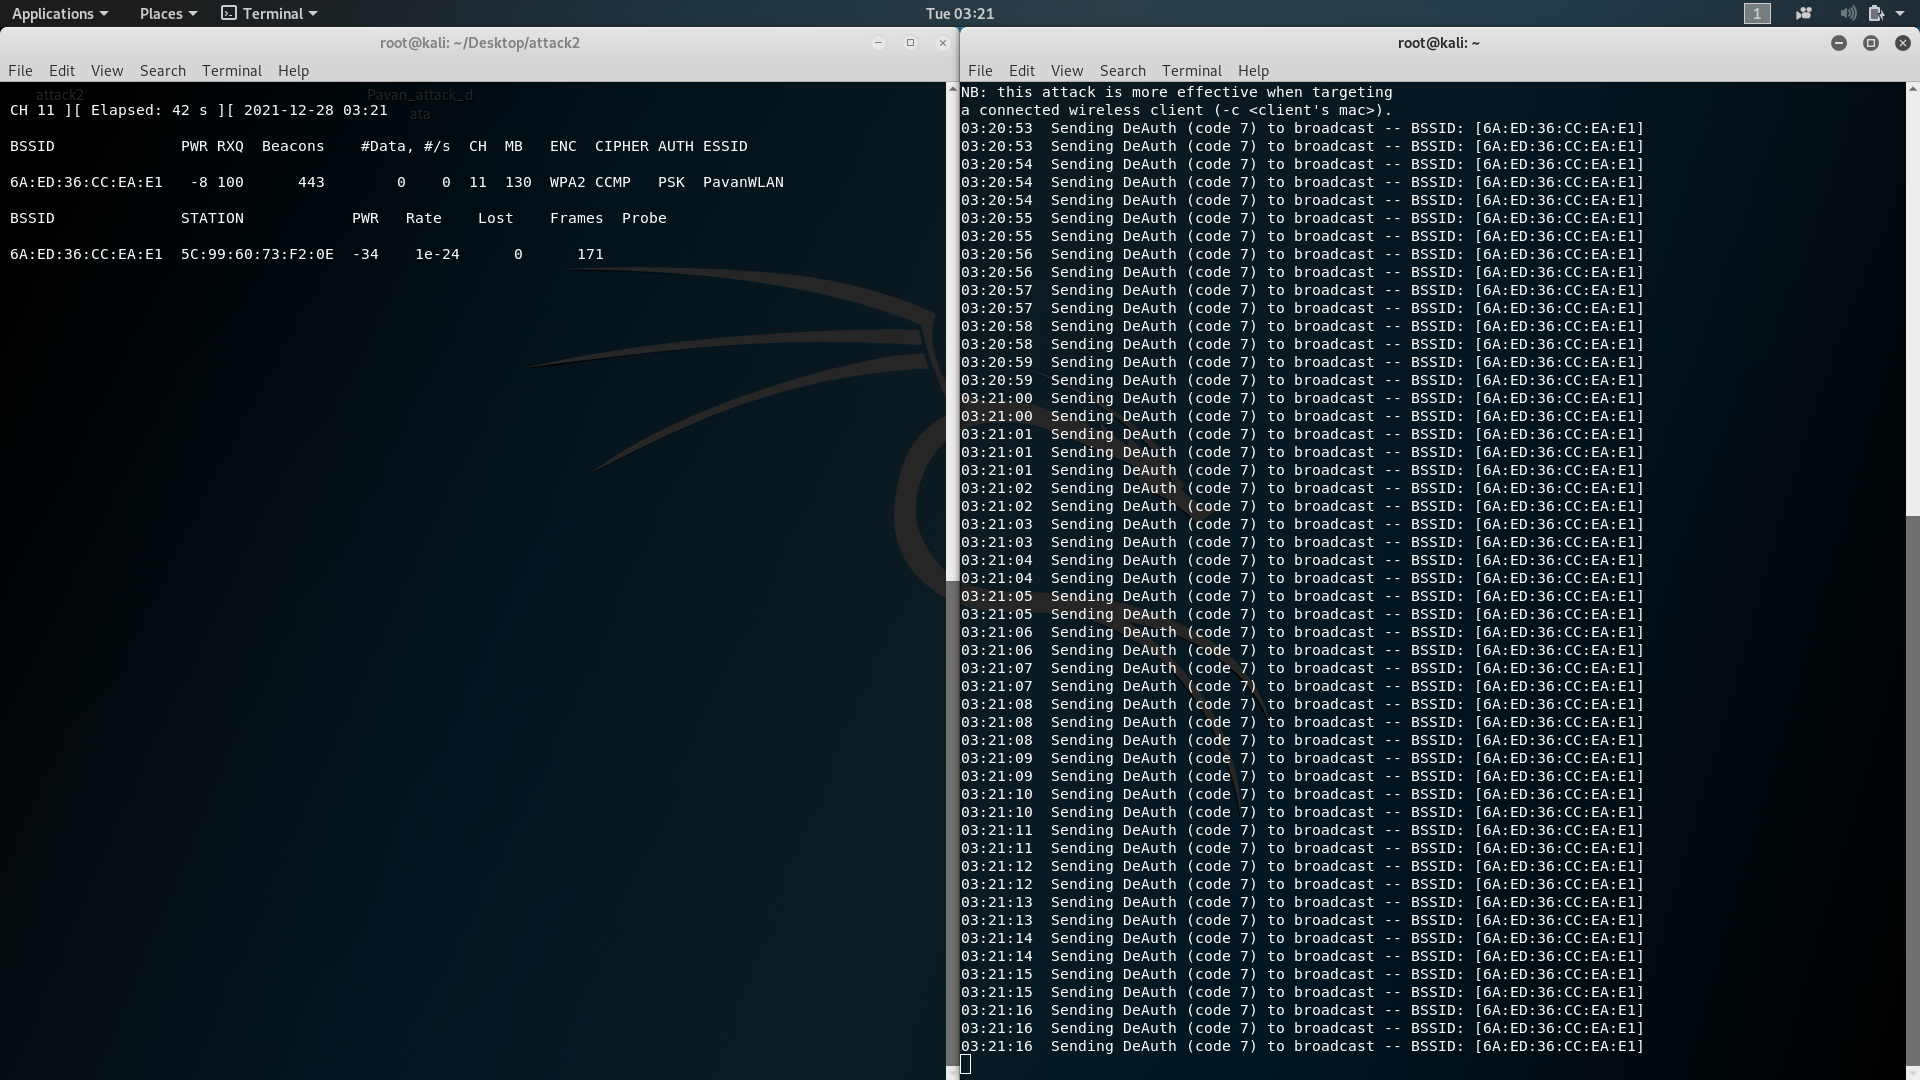 Applications Places Terminal Tue 03:21 1
root@kali: ~/Desktop/attack2
File Edit View Search Terminal Help
attack2 Pavan_attack_d
ata
CH 11 ][ Elapsed: 42 s ][ 2021-12-28 03:21
BSSID PWR RXQ Beacons #Data, #/s CH MB ENC CIPHER AUTH ESSID
6A:ED:36:CC:EA:E1 -8 100 443 0 0 11 130 WPA2 CCMP PSK PavanWLAN
BSSID STATION PWR Rate Lost Frames Probe
6A:ED:36:CC:EA:E1 5C:99:60:73:F2:0E -34 1e-24 0 171
root@kali: ~
File Edit View Search Terminal Help
NB: this attack is more effective when targeting
a connected wireless client (-c <client's mac>).
03:20:53 Sending DeAuth (code 7) to broadcast -- BSSID: [6A:ED:36:CC:EA:E1]
03:20:53 Sending DeAuth (code 7) to broadcast -- BSSID: [6A:ED:36:CC:EA:E1]
03:20:54 Sending DeAuth (code 7) to broadcast -- BSSID: [6A:ED:36:CC:EA:E1]
03:20:54 Sending DeAuth (code 7) to broadcast -- BSSID: [6A:ED:36:CC:EA:E1]
03:20:54 Sending DeAuth (code 7) to broadcast -- BSSID: [6A:ED:36:CC:EA:E1]
03:20:55 Sending DeAuth (code 7) to broadcast -- BSSID: [6A:ED:36:CC:EA:E1]
03:20:55 Sending DeAuth (code 7) to broadcast -- BSSID: [6A:ED:36:CC:EA:E1]
03:20:56 Sending DeAuth (code 7) to broadcast -- BSSID: [6A:ED:36:CC:EA:E1]
03:20:56 Sending DeAuth (code 7) to broadcast -- BSSID: [6A:ED:36:CC:EA:E1]
03:20:57 Sending DeAuth (code 7) to broadcast -- BSSID: [6A:ED:36:CC:EA:E1]
03:20:57 Sending DeAuth (code 7) to broadcast -- BSSID: [6A:ED:36:CC:EA:E1]
03:20:58 Sending DeAuth (code 7) to broadcast -- BSSID: [6A:ED:36:CC:EA:E1]
03:20:58 Sending DeAuth (code 7) to broadcast -- BSSID: [6A:ED:36:CC:EA:E1]
03:20:59 Sending DeAuth (code 7) to broadcast -- BSSID: [6A:ED:36:CC:EA:E1]
03:20:59 Sending DeAuth (code 7) to broadcast -- BSSID: [6A:ED:36:CC:EA:E1]
03:21:00 Sending DeAuth (code 7) to broadcast -- BSSID: [6A:ED:36:CC:EA:E1]
03:21:00 Sending DeAuth (code 7) to broadcast -- BSSID: [6A:ED:36:CC:EA:E1]
03:21:01 Sending DeAuth (code 7) to broadcast -- BSSID: [6A:ED:36:CC:EA:E1]
03:21:01 Sending DeAuth (code 7) to broadcast -- BSSID: [6A:ED:36:CC:EA:E1]
03:21:01 Sending DeAuth (code 7) to broadcast -- BSSID: [6A:ED:36:CC:EA:E1]
03:21:02 Sending DeAuth (code 7) to broadcast -- BSSID: [6A:ED:36:CC:EA:E1]
03:21:02 Sending DeAuth (code 7) to broadcast -- BSSID: [6A:ED:36:CC:EA:E1]
03:21:03 Sending DeAuth (code 7) to broadcast -- BSSID: [6A:ED:36:CC:EA:E1]
03:21:03 Sending DeAuth (code 7) to broadcast -- BSSID: [6A:ED:36:CC:EA:E1]
03:21:04 Sending DeAuth (code 7) to broadcast -- BSSID: [6A:ED:36:CC:EA:E1]
03:21:04 Sending DeAuth (code 7) to broadcast -- BSSID: [6A:ED:36:CC:EA:E1]
03:21:05 Sending DeAuth (code 7) to broadcast -- BSSID: [6A:ED:36:CC:EA:E1]
03:21:05 Sending DeAuth (code 7) to broadcast -- BSSID: [6A:ED:36:CC:EA:E1]
03:21:06 Sending DeAuth (code 7) to broadcast -- BSSID: [6A:ED:36:CC:EA:E1]
03:21:06 Sending DeAuth (code 7) to broadcast -- BSSID: [6A:ED:36:CC:EA:E1]
03:21:07 Sending DeAuth (code 7) to broadcast -- BSSID: [6A:ED:36:CC:EA:E1]
03:21:07 Sending DeAuth (code 7) to broadcast -- BSSID: [6A:ED:36:CC:EA:E1]
03:21:08 Sending DeAuth (code 7) to broadcast -- BSSID: [6A:ED:36:CC:EA:E1]
03:21:08 Sending DeAuth (code 7) to broadcast -- BSSID: [6A:ED:36:CC:EA:E1]
03:21:08 Sending DeAuth (code 7) to broadcast -- BSSID: [6A:ED:36:CC:EA:E1]
03:21:09 Sending DeAuth (code 7) to broadcast -- BSSID: [6A:ED:36:CC:EA:E1]
03:21:09 Sending DeAuth (code 7) to broadcast -- BSSID: [6A:ED:36:CC:EA:E1]
03:21:10 Sending DeAuth (code 7) to broadcast -- BSSID: [6A:ED:36:CC:EA:E1]
03:21:10 Sending DeAuth (code 7) to broadcast -- BSSID: [6A:ED:36:CC:EA:E1]
03:21:11 Sending DeAuth (code 7) to broadcast -- BSSID: [6A:ED:36:CC:EA:E1]
03:21:11 Sending DeAuth (code 7) to broadcast -- BSSID: [6A:ED:36:CC:EA:E1]
03:21:12 Sending DeAuth (code 7) to broadcast -- BSSID: [6A:ED:36:CC:EA:E1]
03:21:12 Sending DeAuth (code 7) to broadcast -- BSSID: [6A:ED:36:CC:EA:E1]
03:21:13 Sending DeAuth (code 7) to broadcast -- BSSID: [6A:ED:36:CC:EA:E1]
03:21:13 Sending DeAuth (code 7) to broadcast -- BSSID: [6A:ED:36:CC:EA:E1]
03:21:14 Sending DeAuth (code 7) to broadcast -- BSSID: [6A:ED:36:CC:EA:E1]
03:21:14 Sending DeAuth (code 7) to broadcast -- BSSID: [6A:ED:36:CC:EA:E1]
03:21:15 Sending DeAuth (code 7) to broadcast -- BSSID: [6A:ED:36:CC:EA:E1]
03:21:15 Sending DeAuth (code 7) to broadcast -- BSSID: [6A:ED:36:CC:EA:E1]
03:21:16 Sending DeAuth (code 7) to broadcast -- BSSID: [6A:ED:36:CC:EA:E1]
03:21:16 Sending DeAuth (code 7) to broadcast -- BSSID: [6A:ED:36:CC:EA:E1]
03:21:16 Sending DeAuth (code 7) to broadcast -- BSSID: [6A:ED:36:CC:EA:E1]